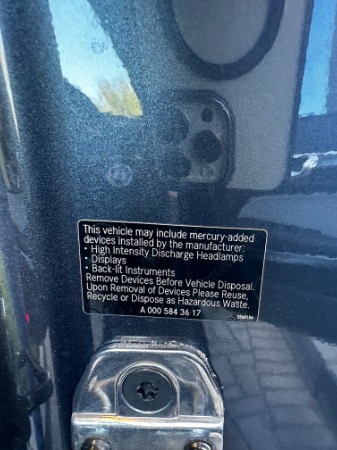 This vehicle may include mercury-added
devices installed by the manufacturer:
• High Intensity Discharge Headlamps
• Displays
• Back-lit Instruments
Remove Devices Before Vehicle Disposal.
Upon Removal of Devices Please Reuse,
Recycle or Dispose as Hazardous Waste.
A 000 584 36 17